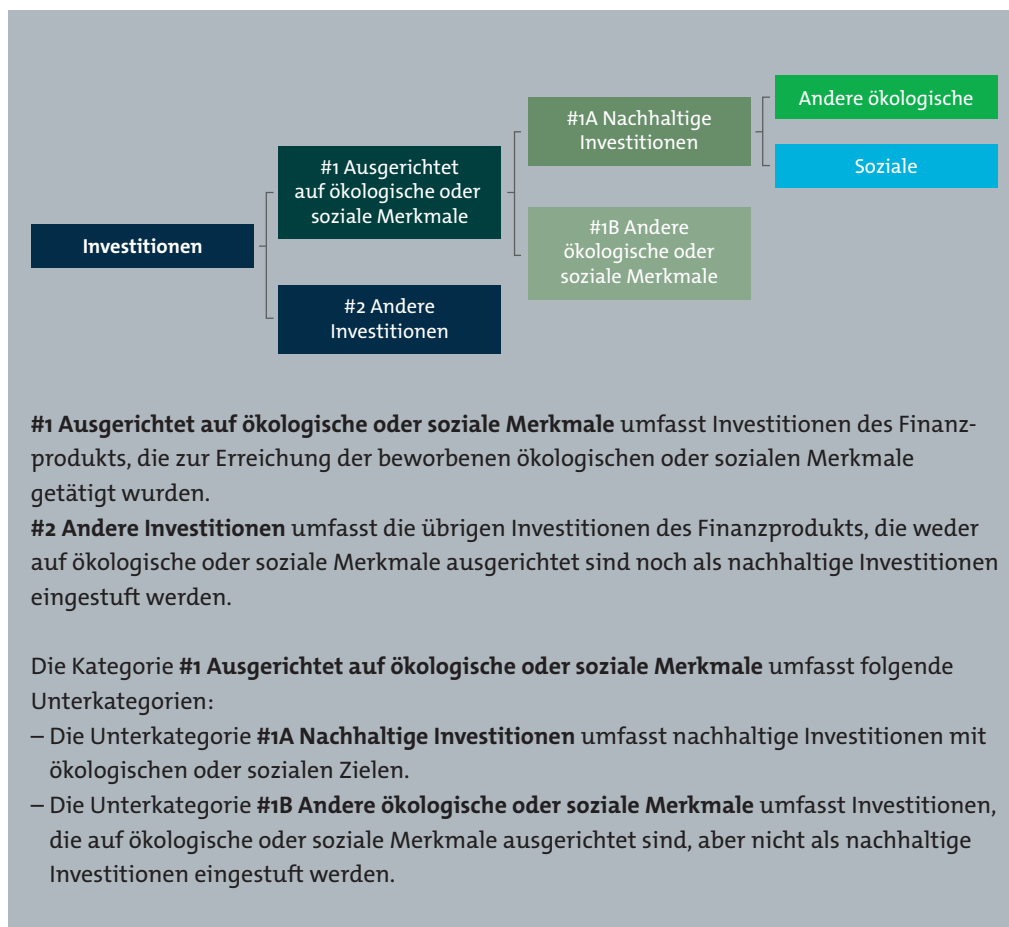 Andere ökologische
#1A Nachhaltige
Investitionen
Soziale
#1 Ausgerichtet
auf ökologische oder
soziale Merkmale
#1B Andere
ökologische oder
soziale Merkmale
Investitionen
#2 Andere
Investitionen
#1 Ausgerichtet auf ökologische oder soziale Merkmale umfasst Investitionen des Finanz-
produkts, die zur Erreichung der beworbenen ökologischen oder sozialen Merkmale
getätigt wurden.
#2 Andere Investitionen umfasst die übrigen Investitionen des Finanzprodukts, die weder
auf ökologische oder soziale Merkmale ausgerichtet sind noch als nachhaltige Investitionen
eingestuft werden.
Die Kategorie #1 Ausgerichtet auf ökologische oder soziale Merkmale umfasst folgende
Unterkategorien:
– Die Unterkategorie #1A Nachhaltige Investitionen umfasst nachhaltige Investitionen mit
ökologischen oder sozialen Zielen.
– Die Unterkategorie #1B Andere ökologische oder soziale Merkmale umfasst Investitionen,
die auf ökologische oder soziale Merkmale ausgerichtet sind, aber nicht als nachhaltige
Investitionen eingestuft werden.